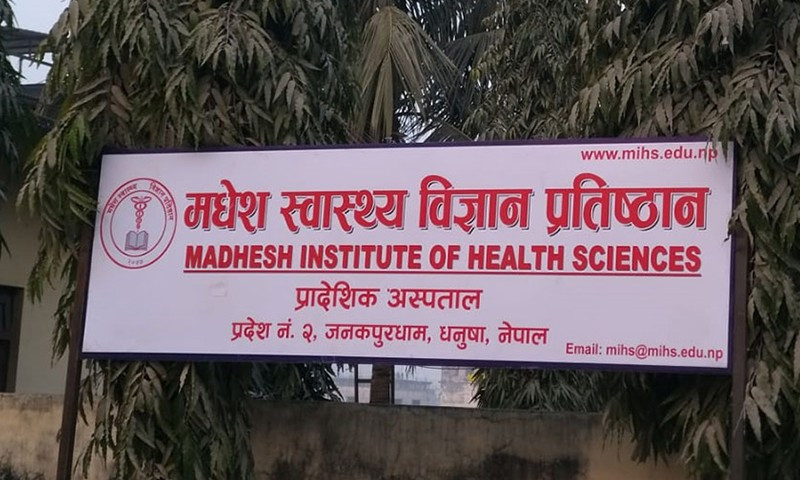 www.mihs.edu.np
मधेश स्वास्थ्य विज्ञान प्रतिष्ठान
MADHESH INSTITUTE OF HEALTH SCIENCES
प्रादेशिक अस्पताल
प्रदेश नं. २, जनकपुरधाम, धनुषा, नेपाल
Email: mihs@mihs.edu.np